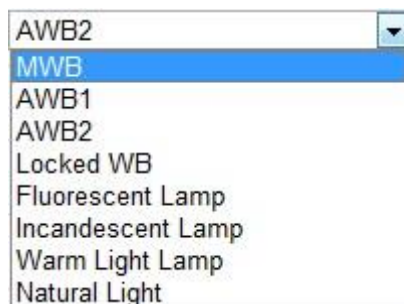 AWB2
MWB
AWB1
AWB2
Locked WB
Fluorescent Lamp
Incandescent Lamp
Warm Light Lamp
Natural Light